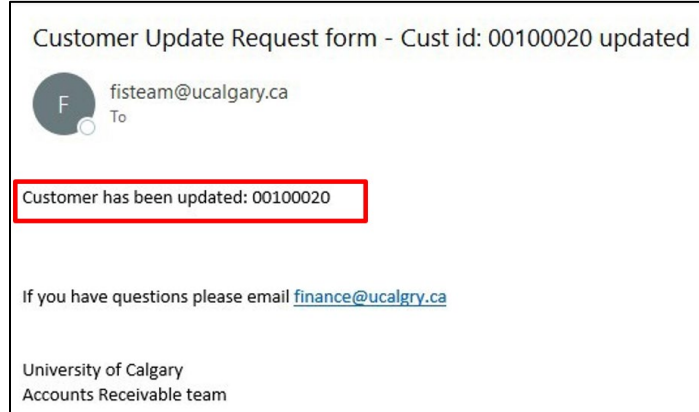 Customer Update Request form - Cust id: 00100020 updated
F
fisteam@ucalgary.ca
To
Customer has been updated: 00100020
If you have questions please email finance@ucalgry.ca
University of Calgary
Accounts Receivable team